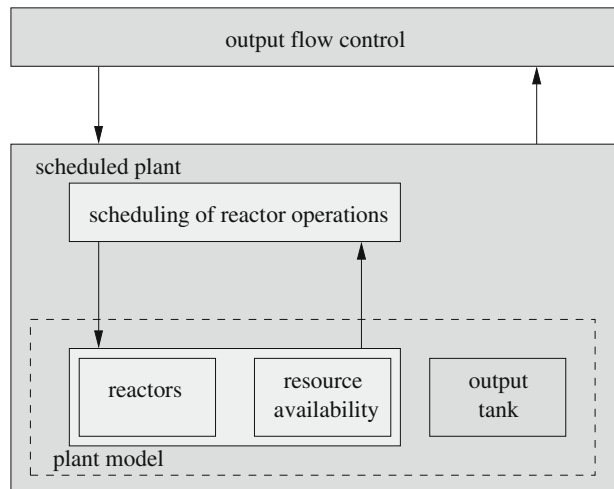 output flow control
scheduled plant
scheduling of reactor operations
reactors
resource
availability
output
tank
plant model